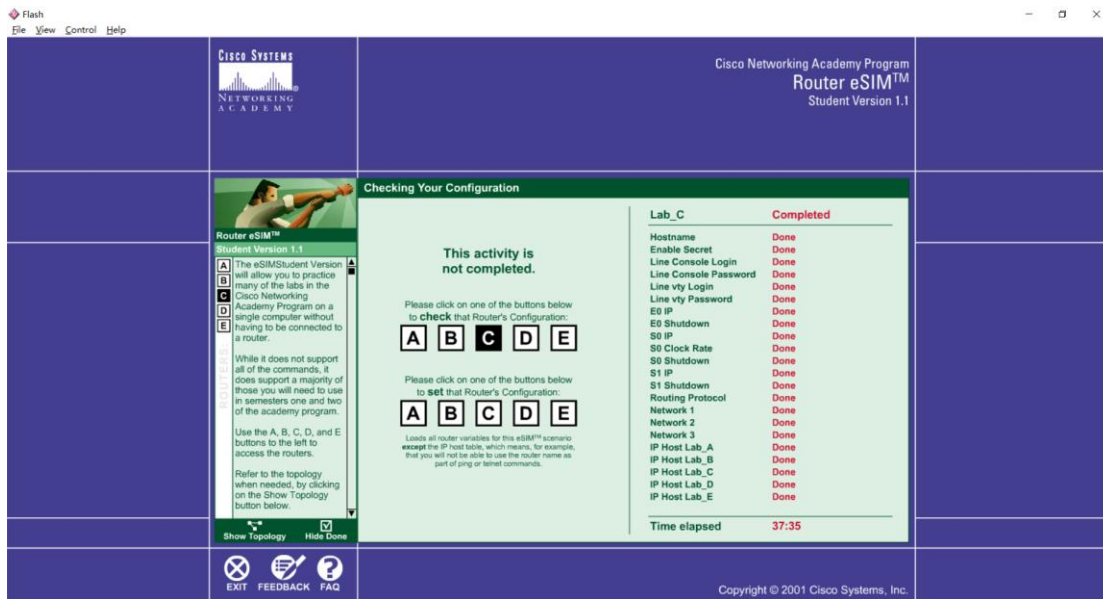 Flash
File View Control Help
CISCO SYSTEMS
NETWORKING
ACADEMY
Cisco Networking Academy Program
Router eSIM™
Student Version 1.1
Router eSIM™
Student Version 1.1
A
B
C
D
E
ROUTERS:
The eSIMStudent Version
will allow you to practice
many of the labs in the
Cisco Networking
Academy Program on a
single computer without
having to be connected to
a router.
While it does not support
all of the commands, it
does support a majority of
those you will need to use
in semesters one and two
of the academy program.
Use the A, B, C, D, and E
buttons to the left to
access the routers.
Refer to the topology
when needed, by clicking
on the Show Topology
button below.
Show Topology Hide Done
Checking Your Configuration
This activity is
not completed.
Please click on one of the buttons below
to check that Router's Configuration:
A B C D E
Please click on one of the buttons below
to set that Router's Configuration:
A B C D E
Loads all router variables for this eSIM™ scenario
except the IP host table, which means, for example,
that you will not be able to use the router name as
part of ping or telnet commands.
Lab_C Completed
Hostname Done
Enable Secret Done
Line Console Login Done
Line Console Password Done
Line vty Login Done
Line vty Password Done
E0 IP Done
E0 Shutdown Done
S0 IP Done
S0 Clock Rate Done
S0 Shutdown Done
S1 IP Done
S1 Shutdown Done
Routing Protocol Done
Network 1 Done
Network 2 Done
Network 3 Done
IP Host Lab_A Done
IP Host Lab_B Done
IP Host Lab_C Done
IP Host Lab_D Done
IP Host Lab_E Done
Time elapsed 37:35
EXIT FEEDBACK FAQ
Copyright © 2001 Cisco Systems, Inc.